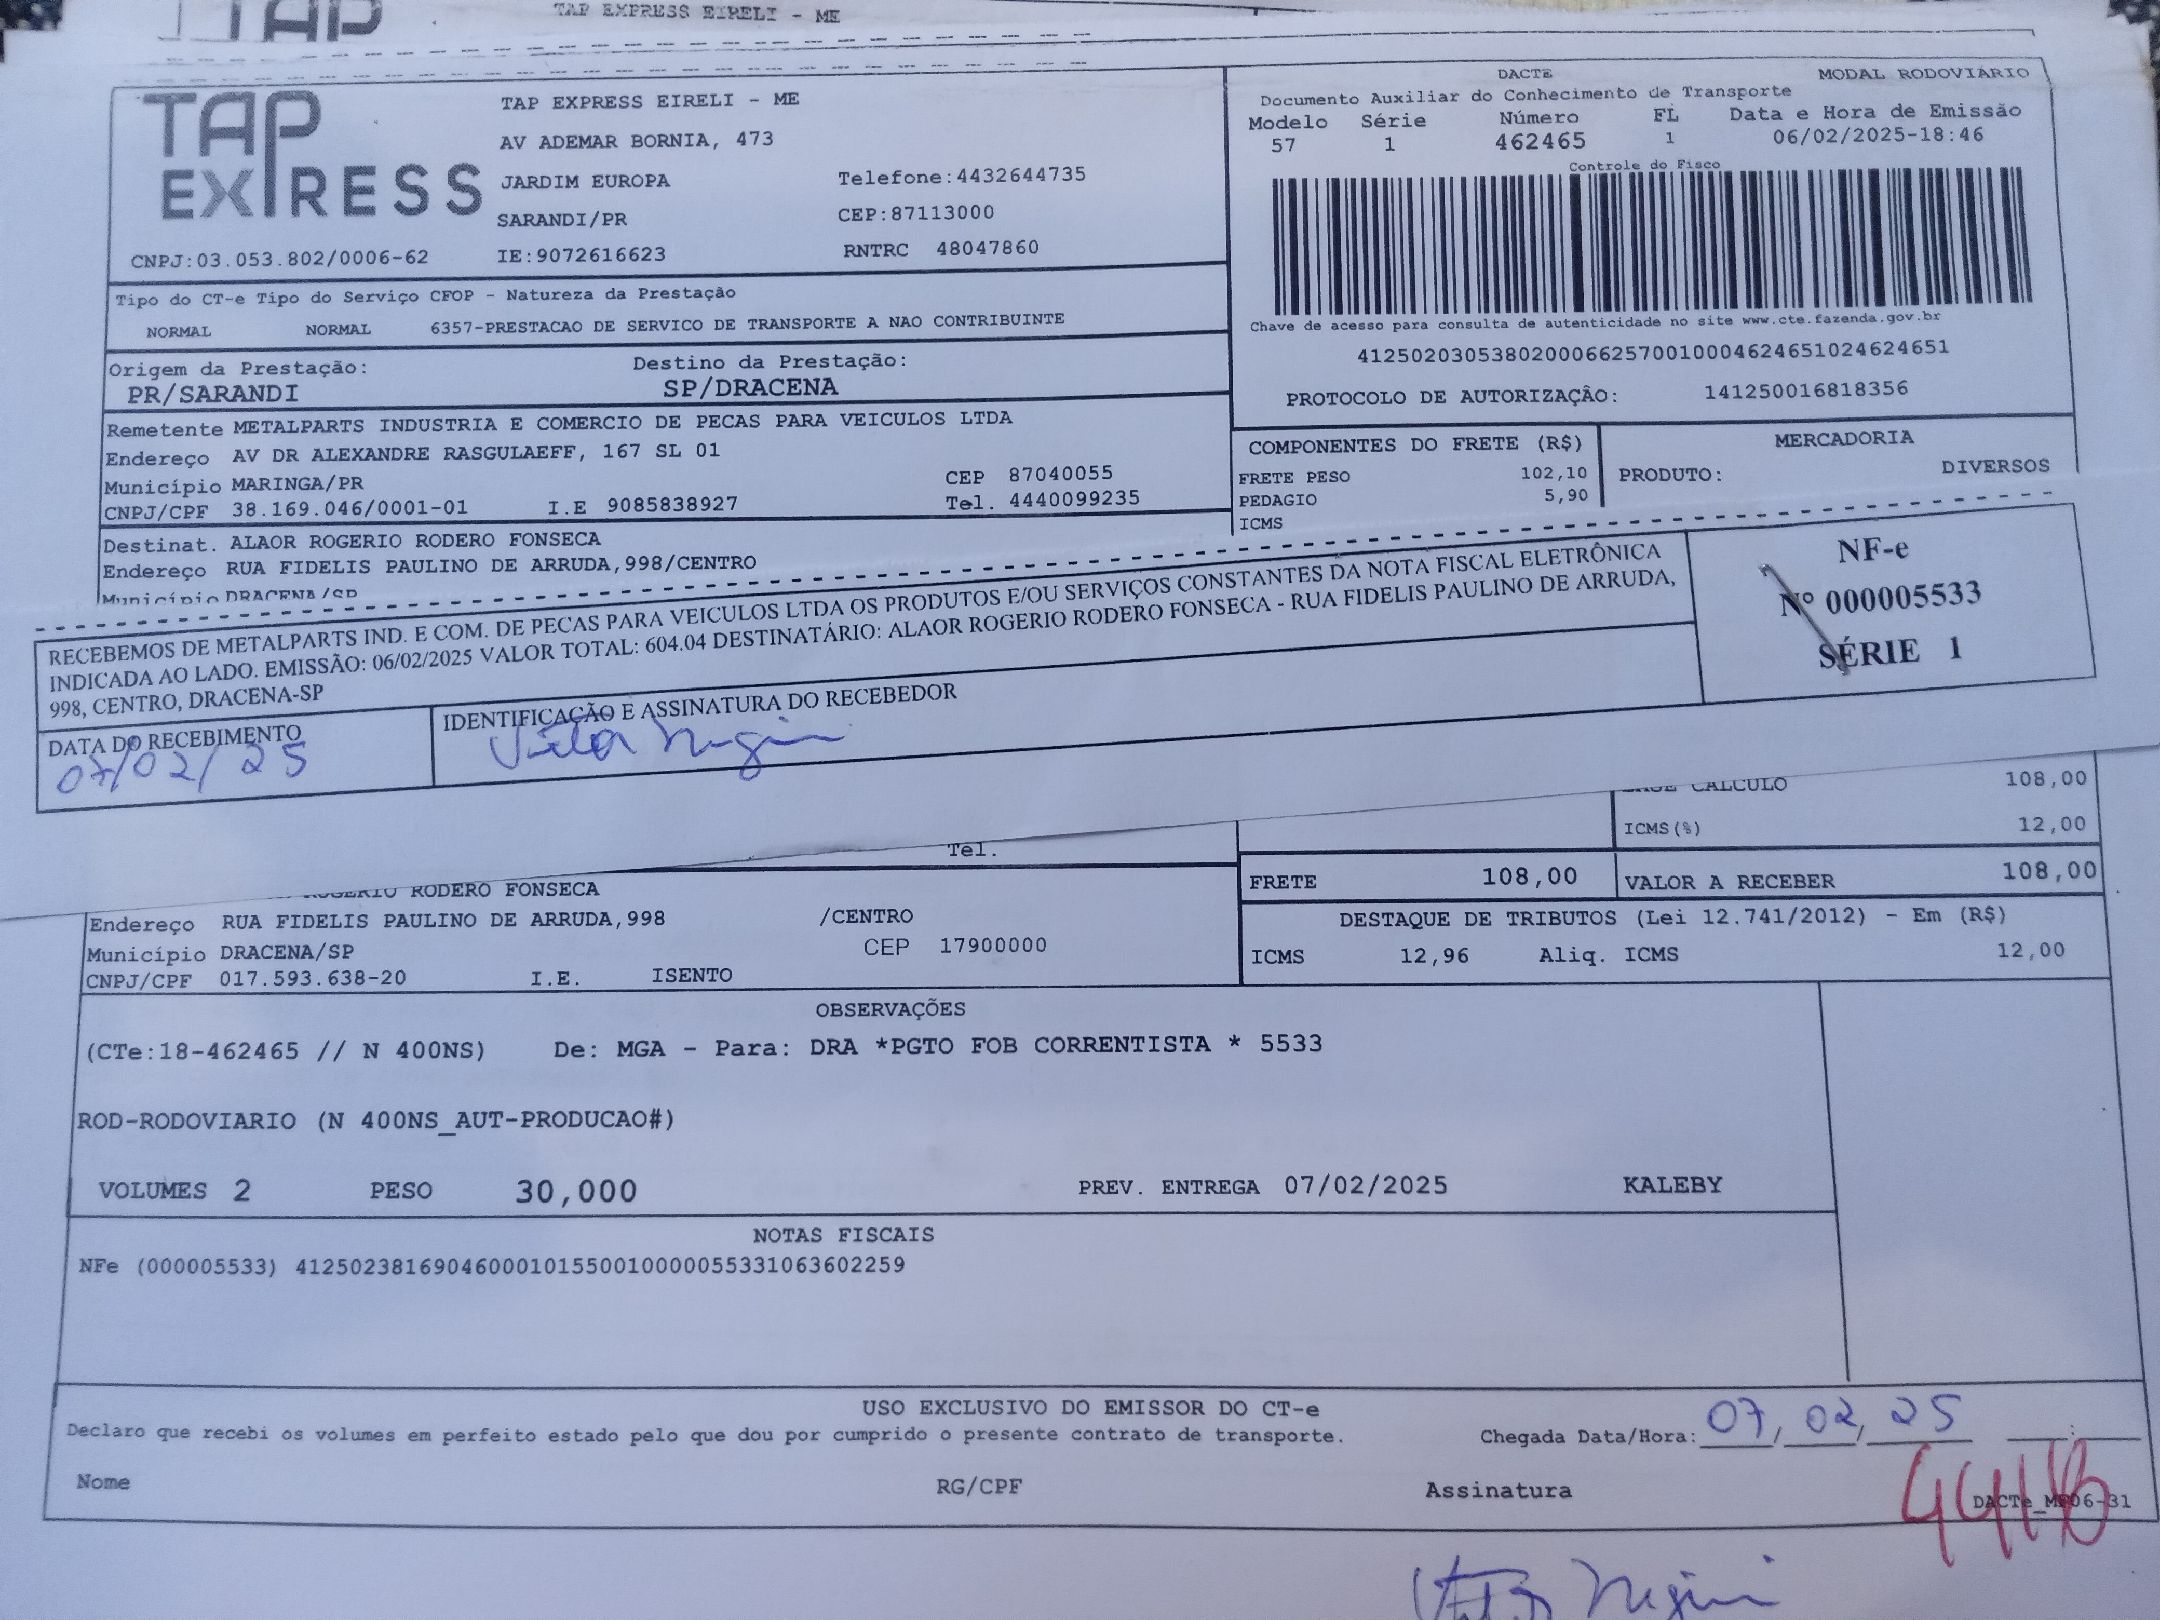 TAP
TAP EXPRESS EIRELI - ME
TAP EXPRESS
TAP EXPRESS EIRELI - ME
AV ADEMAR BORNIA, 473
JARDIM EUROPA Telefone:4432644735
SARANDI/PR CEP:87113000
CNPJ:03.053.802/0006-62 IE:9072616623 RNTRC 48047860
DACTE MODAL RODOVIÁRIO
Documento Auxiliar do Conhecimento de Transporte
Modelo Série Número FL Data e Hora de Emissão
57 1 462465 1 06/02/2025-18:46
Controle do Fisco
Chave de acesso para consulta de autenticidade no site www.cte.fazenda.gov.br
41250203053802000662570010004624651024624651
PROTOCOLO DE AUTORIZAÇÃO: 141250016818356
Tipo do CT-e Tipo do Serviço CFOP - Natureza da Prestação
NORMAL NORMAL 6357-PRESTACAO DE SERVICO DE TRANSPORTE A NAO CONTRIBUINTE
Origem da Prestação: Destino da Prestação:
PR/SARANDI SP/DRACENA
Remetente METALPARTS INDUSTRIA E COMERCIO DE PECAS PARA VEICULOS LTDA
Endereço AV DR ALEXANDRE RASGULAEFF, 167 SL 01
Município MARINGA/PR CEP 87040055
CNPJ/CPF 38.169.046/0001-01 I.E 9085838927 Tel. 4440099235
COMPONENTES DO FRETE (R$) MERCADORIA
FRETE PESO 102,10 PRODUTO: DIVERSOS
PEDAGIO 5,90
ICMS
Destinat. ALAOR ROGERIO RODERO FONSECA
Endereço RUA FIDELIS PAULINO DE ARRUDA,998/CENTRO
Município DRACENA/SP
RECEBEMOS DE METALPARTS IND. E COM. DE PECAS PARA VEICULOS LTDA OS PRODUTOS E/OU SERVIÇOS CONSTANTES DA NOTA FISCAL ELETRÔNICA
INDICADA AO LADO. EMISSÃO: 06/02/2025 VALOR TOTAL: 604.04 DESTINATÁRIO: ALAOR ROGERIO RODERO FONSECA - RUA FIDELIS PAULINO DE ARRUDA,
998, CENTRO, DRACENA-SP
NF-e
Nº 000005533
SÉRIE 1
DATA DO RECEBIMENTO IDENTIFICAÇÃO E ASSINATURA DO RECEBEDOR
07/02/25
BASE CALCULO 108,00
ICMS(%) 12,00
Tel.
FRETE 108,00 VALOR A RECEBER 108,00
ROGERIO RODERO FONSECA
Endereço RUA FIDELIS PAULINO DE ARRUDA,998 /CENTRO
Município DRACENA/SP CEP 17900000
CNPJ/CPF 017.593.638-20 I.E. ISENTO
DESTAQUE DE TRIBUTOS (Lei 12.741/2012) - Em (R$)
ICMS 12,96 Aliq. ICMS 12,00
OBSERVAÇÕES
(CTe:18-462465 // N 400NS) De: MGA - Para: DRA *PGTO FOB CORRENTISTA * 5533
ROD-RODOVIARIO (N 400NS_AUT-PRODUCAO#)
VOLUMES 2 PESO 30,000 PREV. ENTREGA 07/02/2025 KALEBY
NOTAS FISCAIS
NFe (000005533) 41250238169046000101550010000055331063602259
USO EXCLUSIVO DO EMISSOR DO CT-e
Declaro que recebi os volumes em perfeito estado pelo que dou por cumprido o presente contrato de transporte. Chegada Data/Hora: 07/02/25
Nome RG/CPF Assinatura